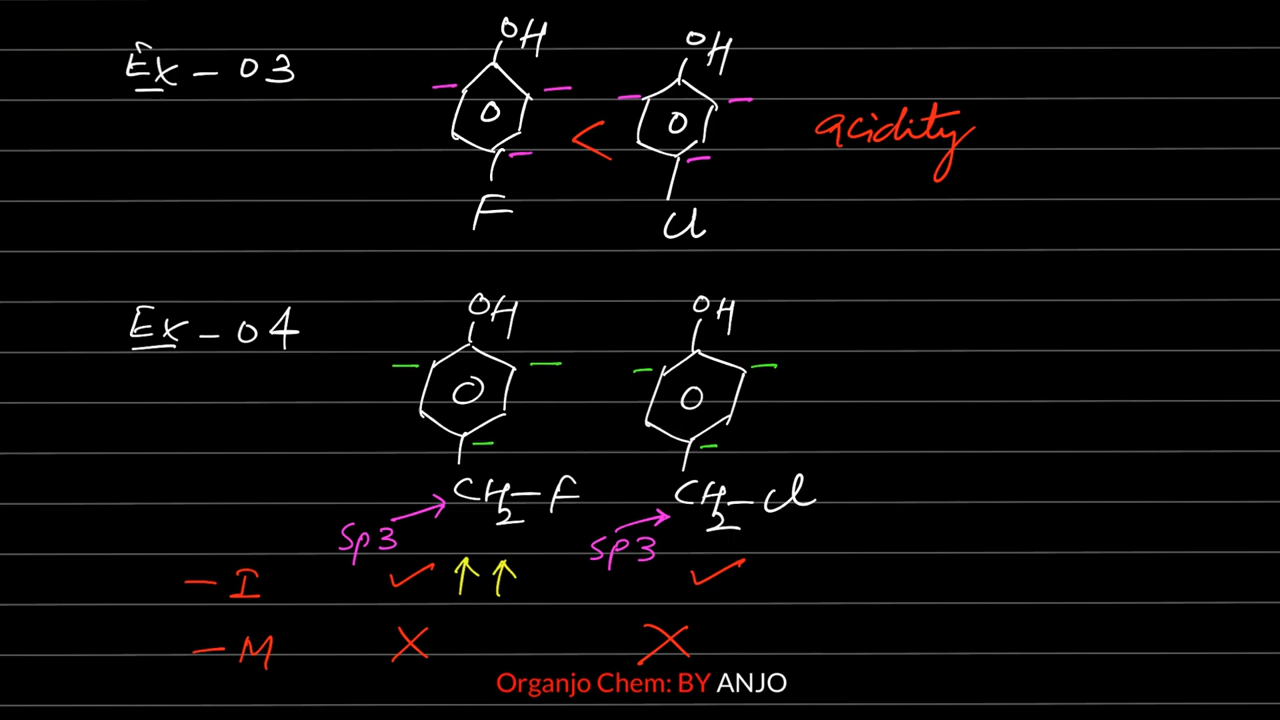 Ex - 03
OH OH
O < O acidity
F Cl
Ex - 04
OH OH
O O
CH2-F CH2-Cl
Sp3 Sp3
- I ✓ ↑↑ ✓
- M X X
Organjo Chem: BY ANJO